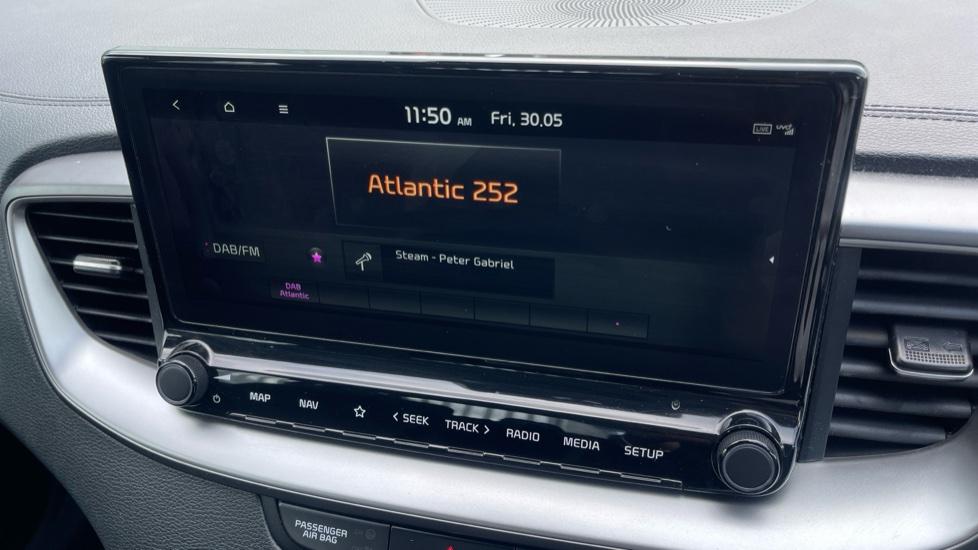 11:50 AM Fri, 30.05
LIVE UVO
Atlantic 252
DAB/FM
Steam - Peter Gabriel
DAB
Atlantic
MAP NAV < SEEK TRACK > RADIO MEDIA SETUP
PASSENGER
AIR BAG